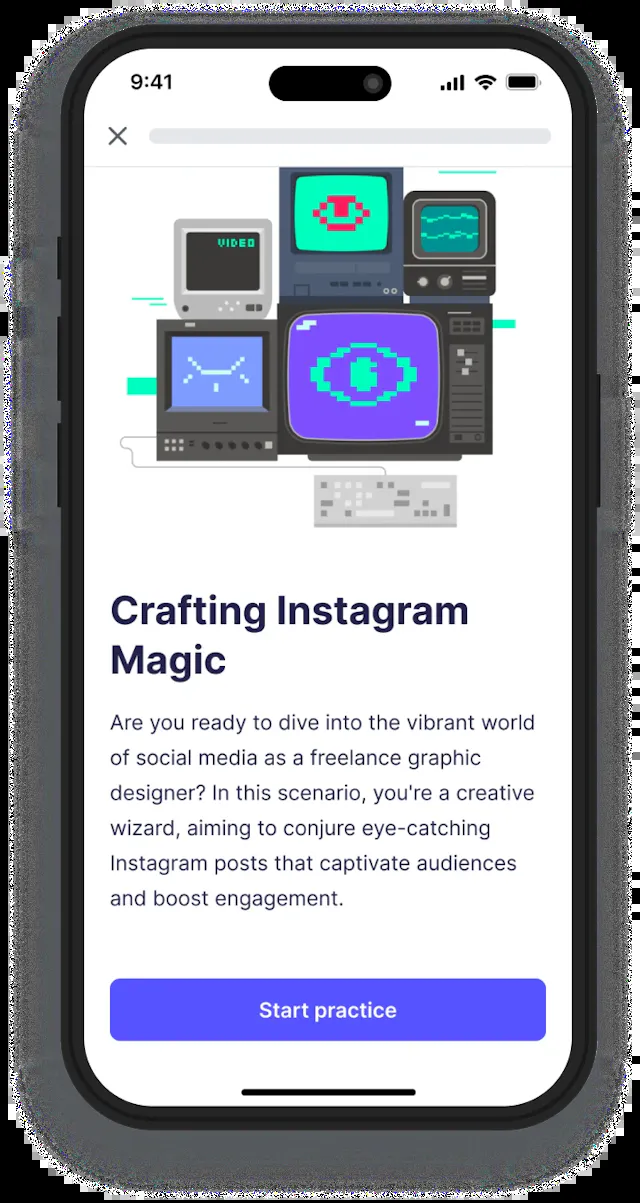 9:41
VIDEO
Crafting Instagram
Magic
Are you ready to dive into the vibrant world
of social media as a freelance graphic
designer? In this scenario, you're a creative
wizard, aiming to conjure eye-catching
Instagram posts that captivate audiences
and boost engagement.
Start practice